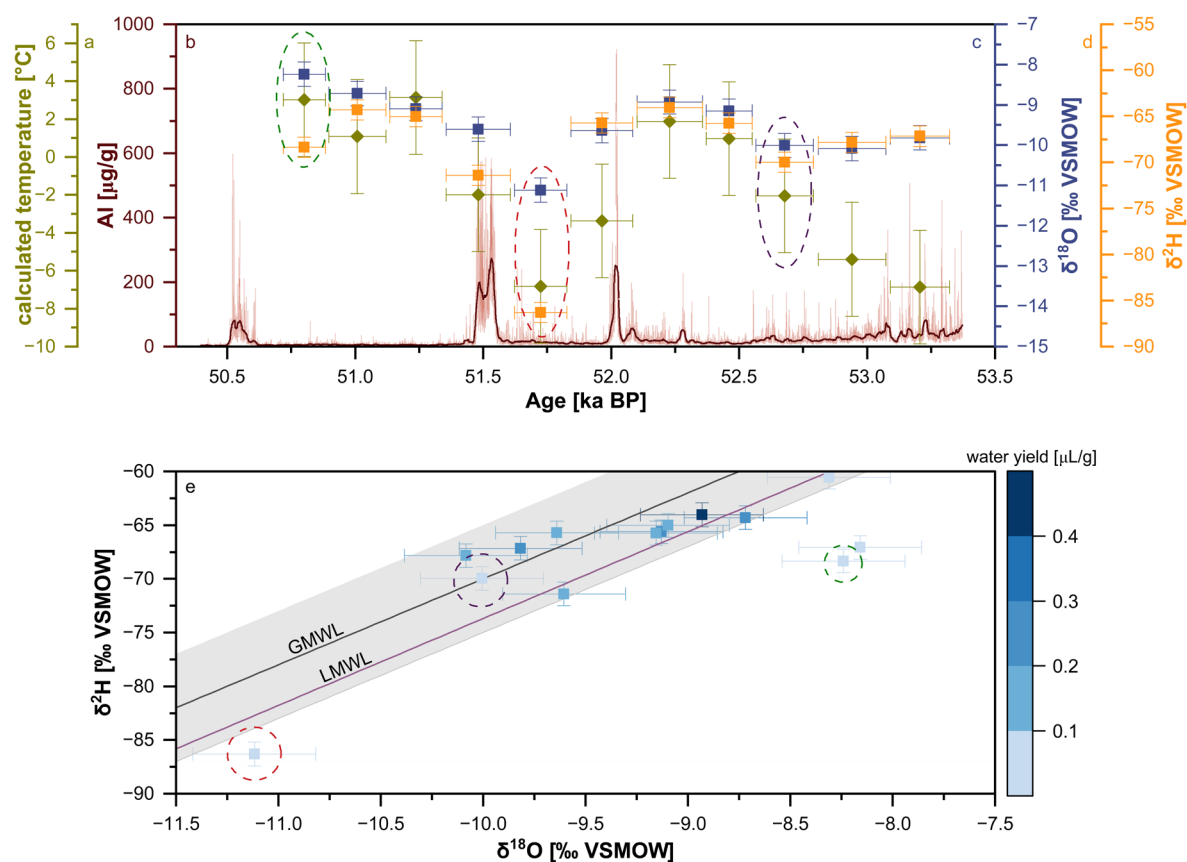 a
b
c
d
calculated temperature [°C]
6
4
2
0
−2
−4
−6
−8
−10
Al [µg/g]
1000
800
600
400
200
0
δ¹⁸O [‰ VSMOW]
−7
−8
−9
−10
−11
−12
−13
−14
−15
δ²H [‰ VSMOW]
−55
−60
−65
−70
−75
−80
−85
−90
50.5 51.0 51.5 52.0 52.5 53.0 53.5
Age [ka BP]
e
water yield [µL/g]
0.4
0.3
0.2
0.1
δ²H [‰ VSMOW]
−60
−65
−70
−75
−80
−85
−90
GMWL
LMWL
−11.5 −11.0 −10.5 −10.0 −9.5 −9.0 −8.5 −8.0 −7.5
δ¹⁸O [‰ VSMOW]